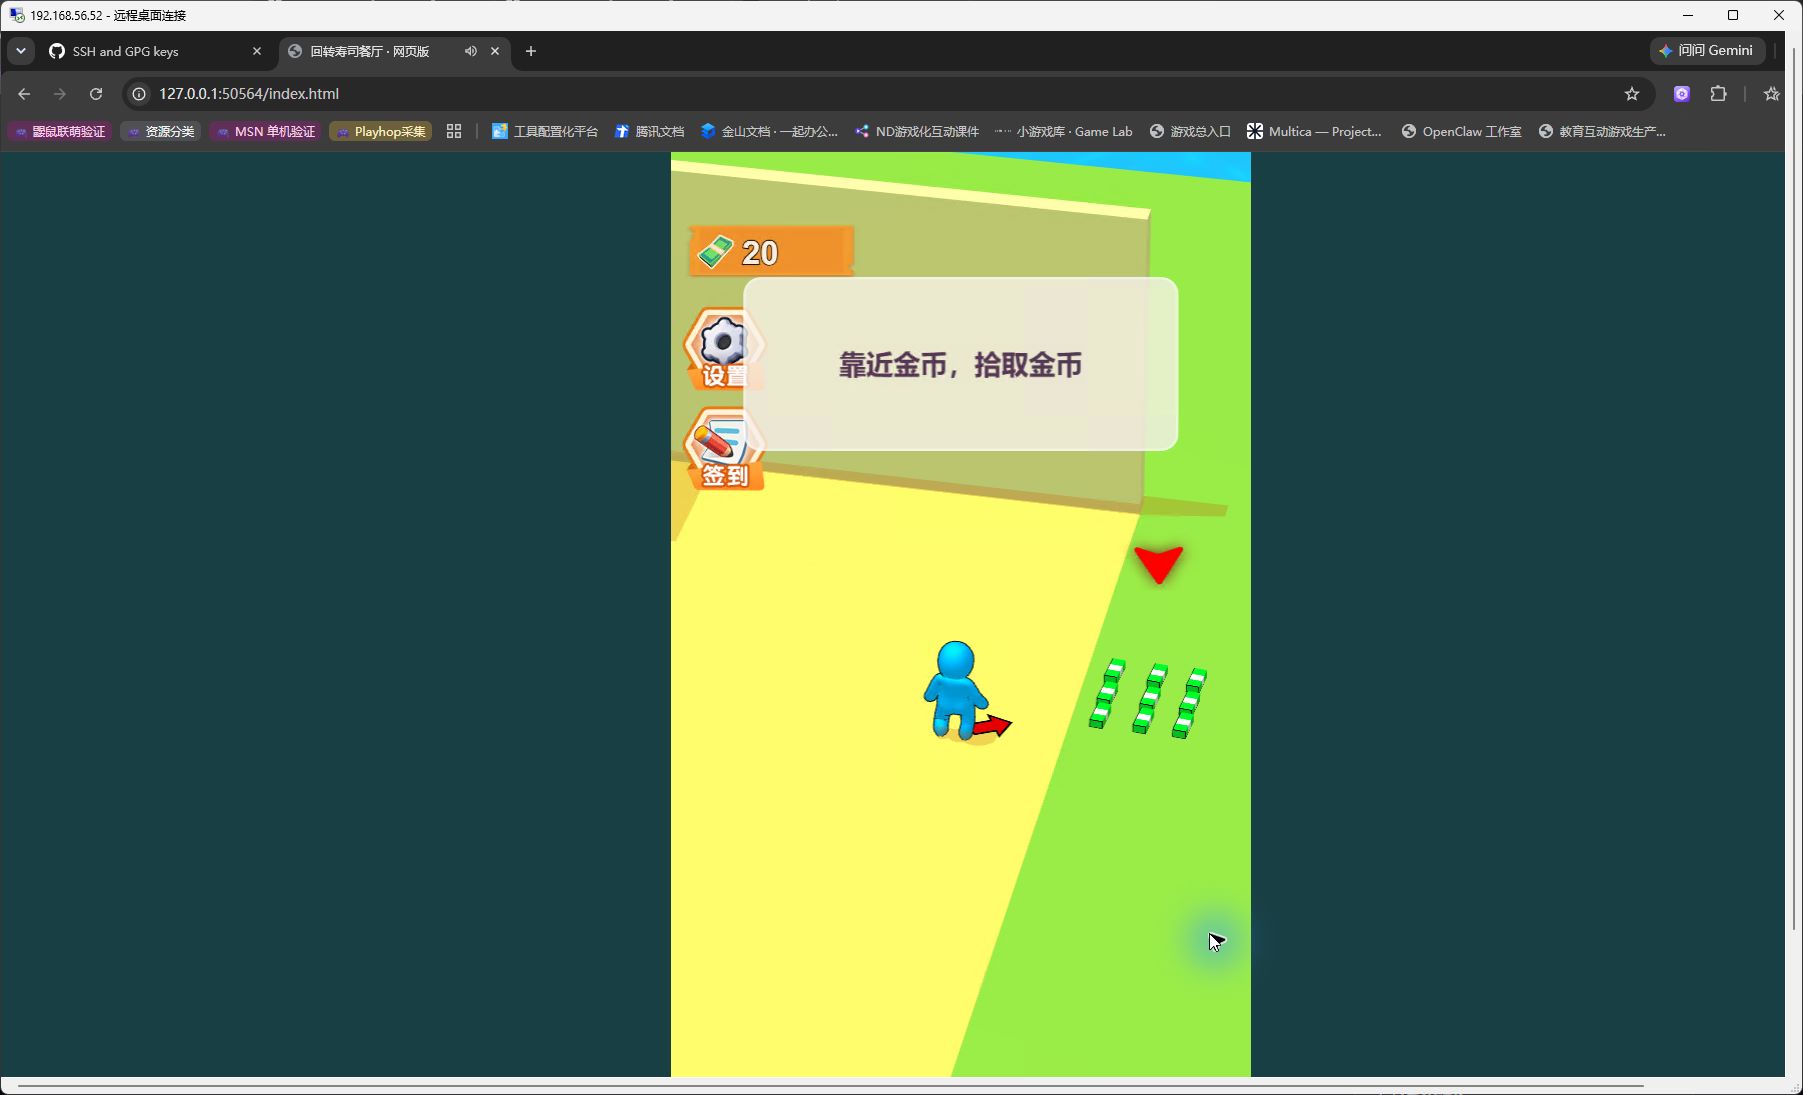 192.168.56.52 - 远程桌面连接
SSH and GPG keys
回转寿司餐厅 · 网页版
问问 Gemini
127.0.0.1:50564/index.html
鼹鼠联萌验证
资源分类
MSN 单机验证
Playhop采集
工具配置化平台
腾讯文档
金山文档 · 一起办公...
ND游戏化互动课件
小游戏库 · Game Lab
游戏总入口
Multica — Project...
OpenClaw 工作室
教育互动游戏生产...
20
靠近金币，拾取金币
设置
签到